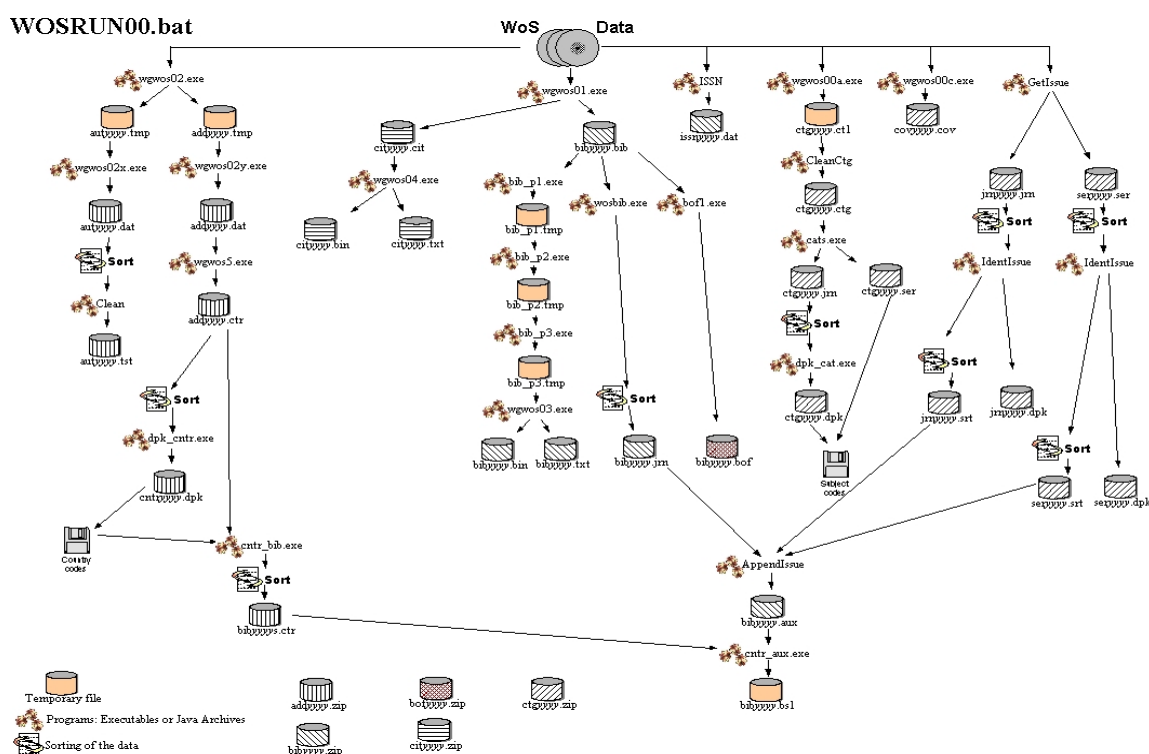 WOSRUN00.bat
WoS Data
wgwos02.exe
wgwos01.exe
ISSN
wgwos00a.exe
wgwos00c.exe
GetIssue
autyyyy.tmp
addyyyy.tmp
cityyyy.cit
bibyyyy.bib
issnyyyy.dat
ctgyyyy.ctl
covyyyy.cov
wgwos02x.exe
wgwos02y.exe
wgwos04.exe
bib_p1.exe
wosbib.exe
bof1.exe
CleanCtg
jrnyyyy.jrn
seryyyy.ser
autyyyy.dat
addyyyy.dat
cityyyy.bin
cityyyy.txt
bib_p1.tmp
ctgyyyy.ctg
Sort
Sort
Sort
wgwos5.exe
bib_p2.exe
cats.exe
IdentIssue
IdentIssue
Clean
addyyyy.ctr
bib_p2.tmp
ctgyyyy.jrn
ctgyyyy.ser
autyyyy.tst
bib_p3.exe
Sort
bib_p3.tmp
dpk_cat.exe
Sort
Sort
wgwos03.exe
Sort
ctgyyyy.dpk
jrnyyyy.srt
jrnyyyy.dpk
dpk_cntr.exe
bibyyyy.bin
bibyyyy.txt
bibyyyy.jrn
bibyyyy.bof
Sort
cntryyyy.dpk
Subject
codes
seryyyy.srt
seryyyy.dpk
Country
codes
cntr_bib.exe
Sort
AppendIssue
bibyyyys.ctr
bibyyyy.aux
cntr_aux.exe
bibyyyy.bs1
Temporary file
addyyyy.zip
bofyyyy.zip
ctgyyyy.zip
Programs: Executables or Java Archives
Sorting of the data
bibyyyy.zip
cityyyy.zip